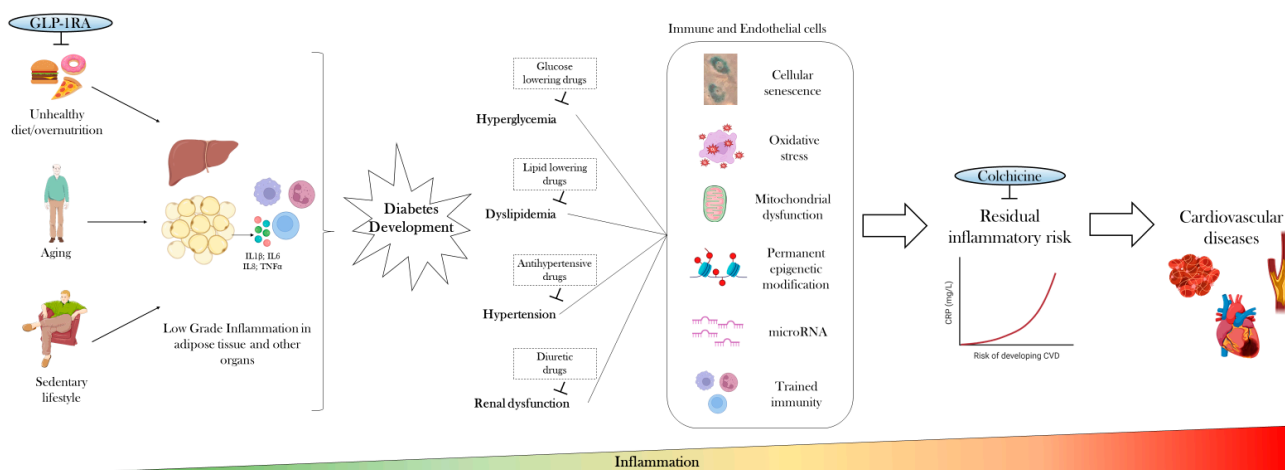 GLP-1RA
Unhealthy
diet/overnutrition
Aging
Sedentary
lifestyle
IL1β; IL6
IL8; TNFα
Low Grade Inflammation in
adipose tissue and other
organs
Diabetes
Development
Glucose
lowering drugs
Hyperglycemia
Lipid lowering
drugs
Dyslipidemia
Antihypertensive
drugs
Hypertension
Diuretic
drugs
Renal dysfunction
Immune and Endothelial cells
Cellular
senescence
Oxidative
stress
Mitochondrial
dysfunction
Permanent
epigenetic
modification
microRNA
Trained
immunity
Colchicine
Residual
inflammatory risk
CRP (mg/L)
Risk of developing CVD
Cardiovascular
diseases
Inflammation